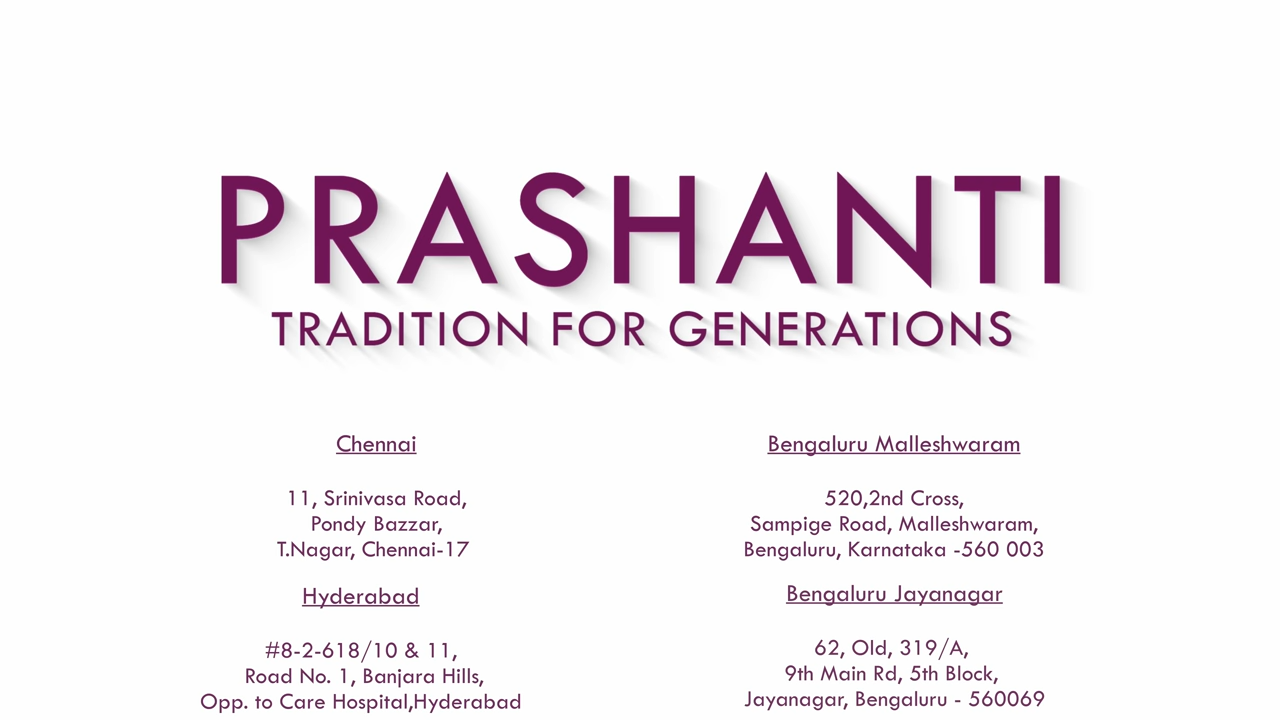 PRASHANTI
TRADITION FOR GENERATIONS
Chennai
11, Srinivasa Road,
Pondy Bazzar,
T.Nagar, Chennai-17
Hyderabad
#8-2-618/10 & 11,
Road No. 1, Banjara Hills,
Opp. to Care Hospital,Hyderabad
Bengaluru Malleshwaram
520,2nd Cross,
Sampige Road, Malleshwaram,
Bengaluru, Karnataka -560 003
Bengaluru Jayanagar
62, Old, 319/A,
9th Main Rd, 5th Block,
Jayanagar, Bengaluru - 560069